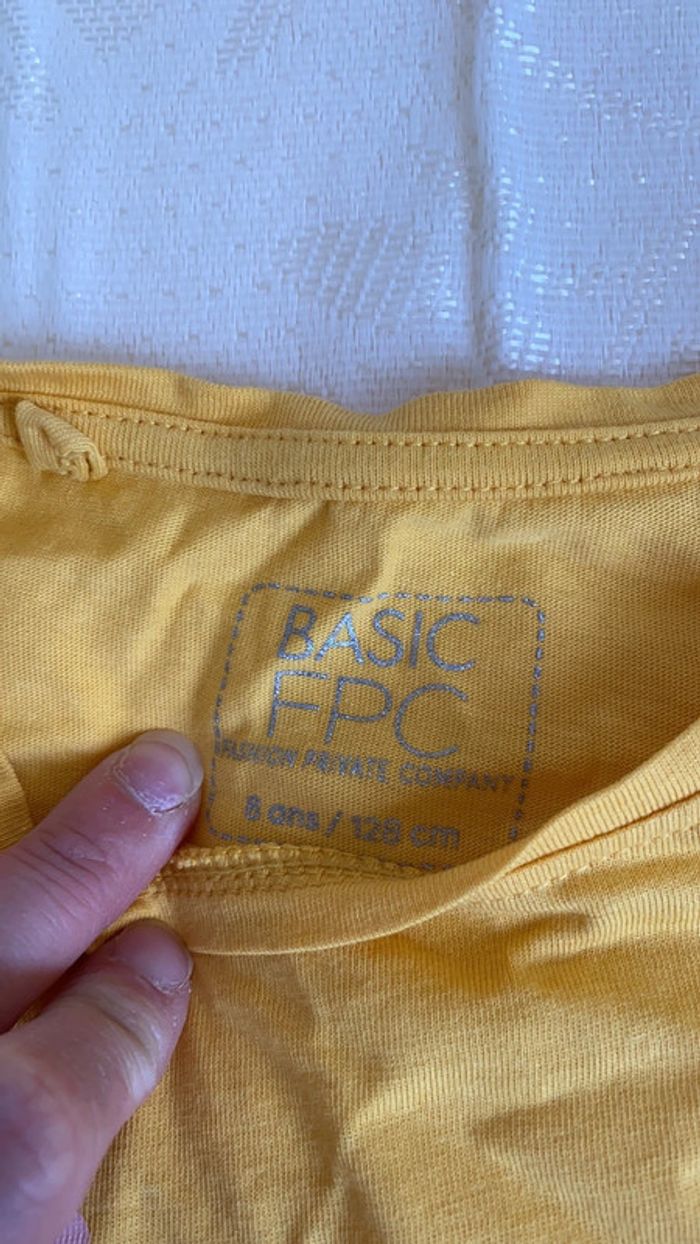 BASIC
FPC
FASHION PRIVATE COMPANY
8 ans / 128 cm